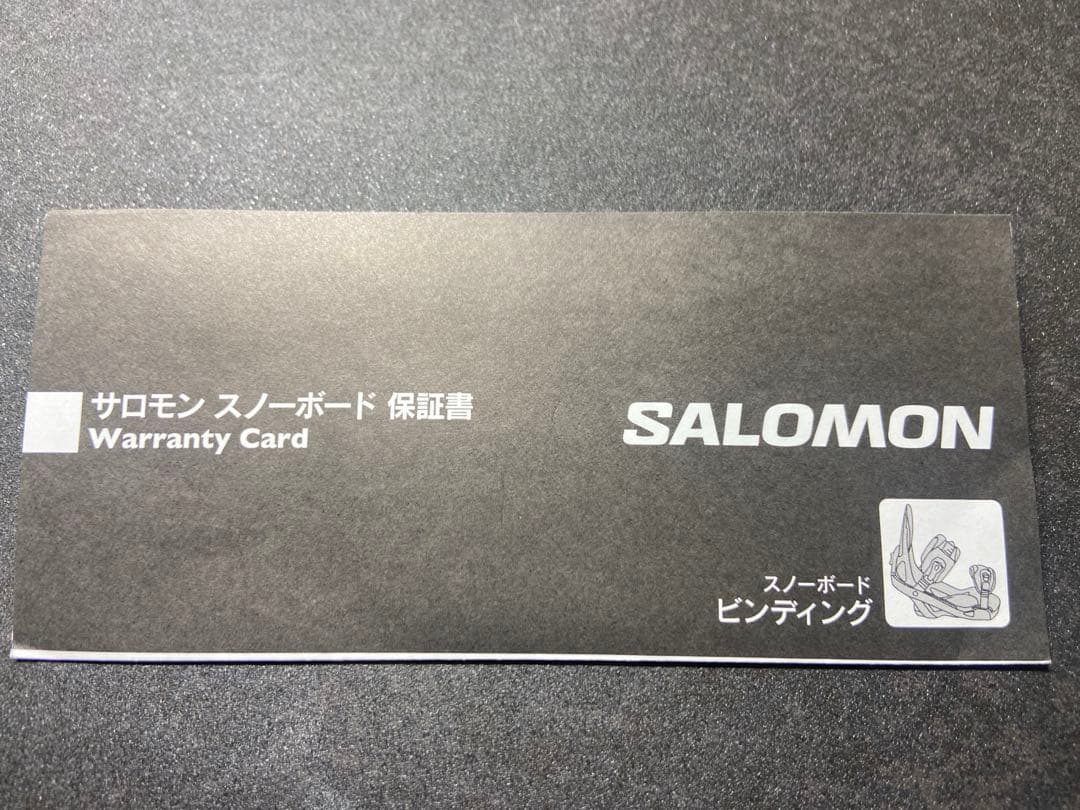 サロモン スノーボード 保証書
Warranty Card
SALOMON
スノーボード
ビンディング